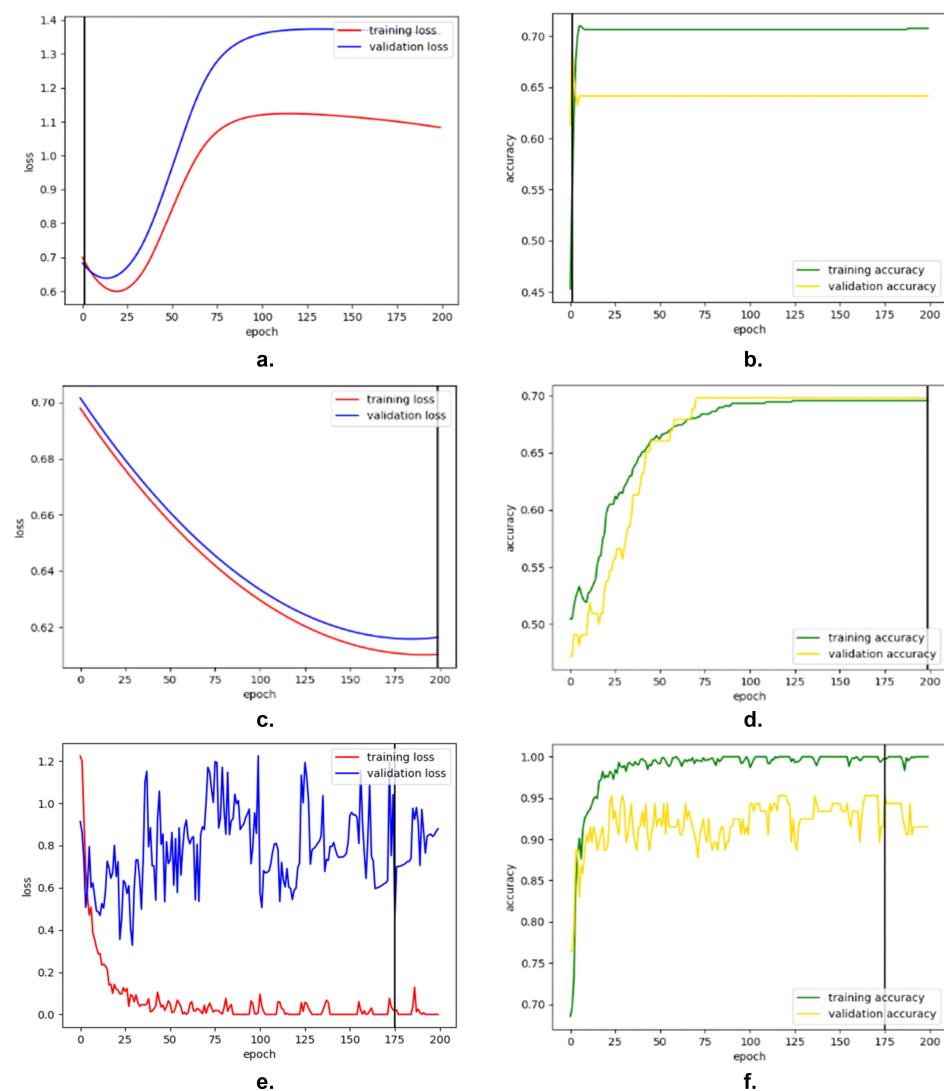 1.4
1.3
1.2
1.1
1.0
0.9
0.8
0.7
0.6
loss
training loss
validation loss
0 25 50 75 100 125 150 175 200
epoch
a.
0.70
0.65
0.60
0.55
0.50
0.45
accuracy
training accuracy
validation accuracy
0 25 50 75 100 125 150 175 200
epoch
b.
0.70
0.68
0.66
0.64
0.62
loss
training loss
validation loss
0 25 50 75 100 125 150 175 200
epoch
c.
0.70
0.65
0.60
0.55
0.50
accuracy
training accuracy
validation accuracy
0 25 50 75 100 125 150 175 200
epoch
d.
1.2
1.0
0.8
0.6
0.4
0.2
0.0
loss
training loss
validation loss
0 25 50 75 100 125 150 175 200
epoch
e.
1.00
0.95
0.90
0.85
0.80
0.75
0.70
accuracy
training accuracy
validation accuracy
0 25 50 75 100 125 150 175 200
epoch
f.